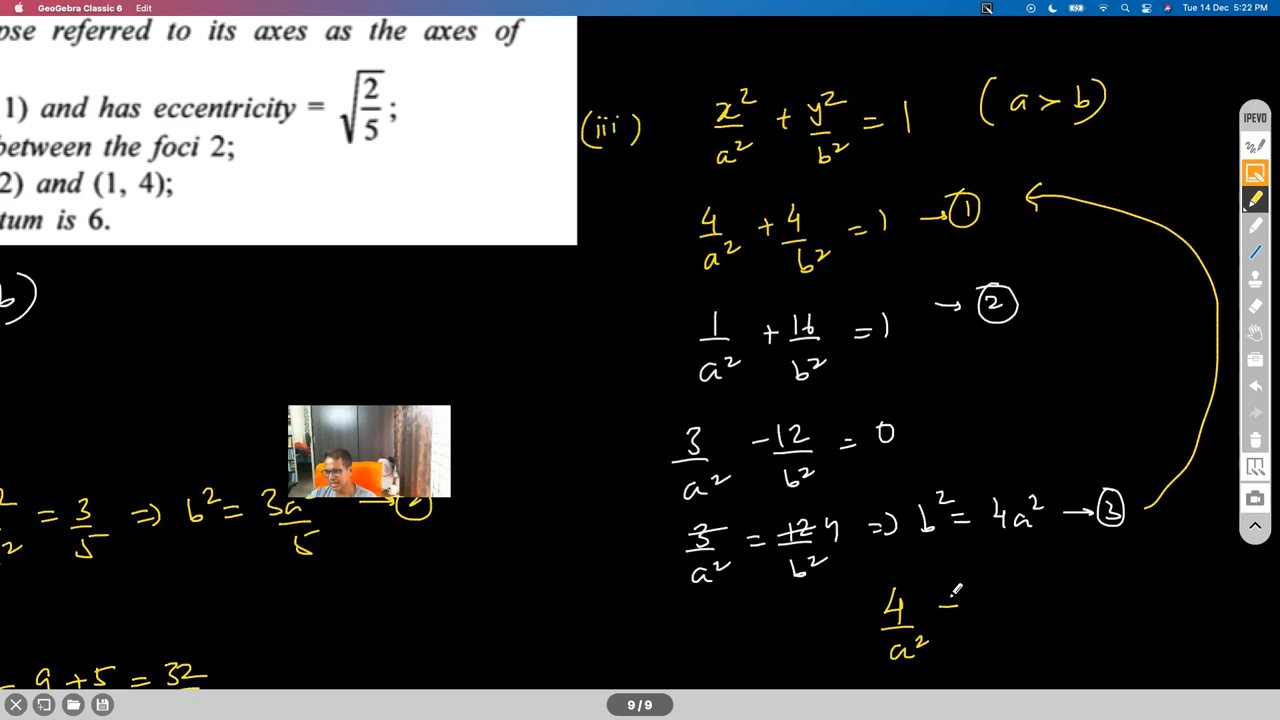 GeoGebra Classic 6 Edit Tue 14 Dec 5:22 PM
pse referred to its axes as the axes of
1) and has eccentricity = √(2/5);
between the foci 2;
2) and (1, 4);
tum is 6.
(iii) x²/a² + y²/b² = 1 (a > b)
4/a² + 4/b² = 1 → ①
b)
1/a² + 16/b² = 1 → ②
3/a² - 12/b² = 0
= 3/5 => b² = 3a/5 →
3/a² = 12 4/b² => b² = 4a² → ③
4/a²
9 + 5 = 32
IPEVO
9 / 9